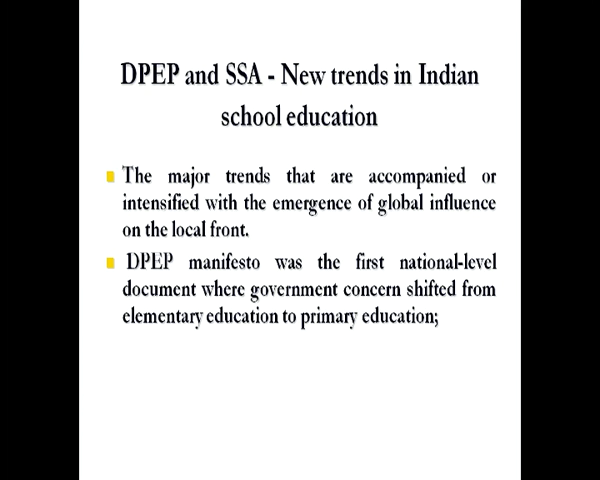 DPEP and SSA - New trends in Indian
school education
The major trends that are accompanied or
intensified with the emergence of global influence
on the local front.
DPEP manifesto was the first national-level
document where government concern shifted from
elementary education to primary education;